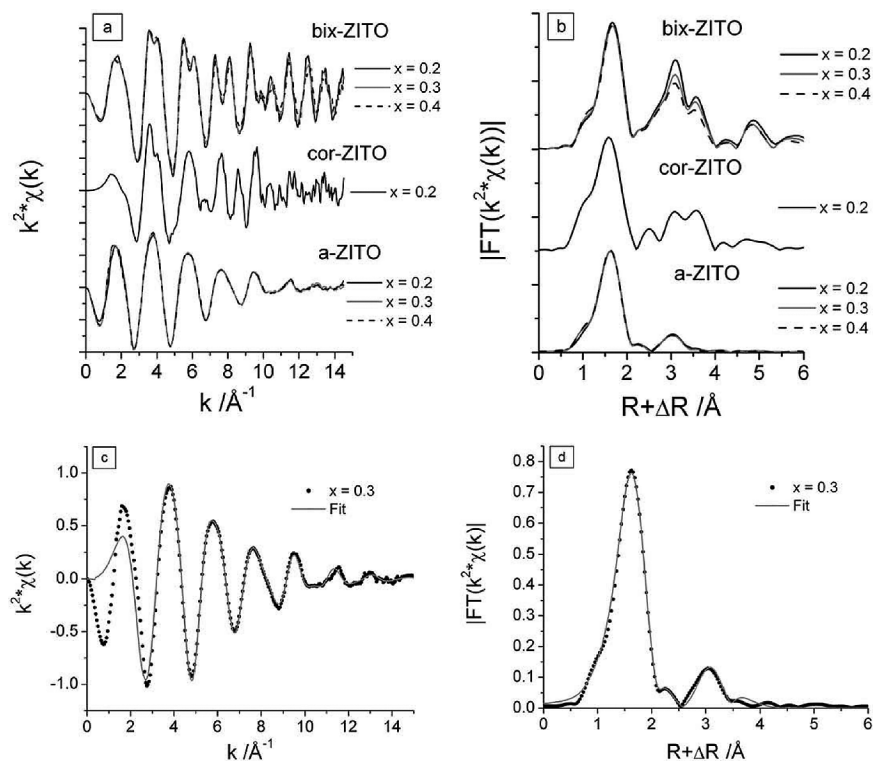 a
bix-ZITO
x = 0.2
x = 0.3
x = 0.4
cor-ZITO
x = 0.2
a-ZITO
x = 0.2
x = 0.3
x = 0.4
k²*χ(k)
0 2 4 6 8 10 12 14
k /Å⁻¹
b
bix-ZITO
x = 0.2
x = 0.3
x = 0.4
cor-ZITO
x = 0.2
a-ZITO
x = 0.2
x = 0.3
x = 0.4
|FT(k²*χ(k))|
0 1 2 3 4 5 6
R+ΔR /Å
c
x = 0.3
Fit
k²*χ(k)
1.0
0.5
0.0
-0.5
-1.0
0 2 4 6 8 10 12 14
k /Å⁻¹
d
x = 0.3
Fit
|FT(k²*χ(k))|
0.8
0.7
0.6
0.5
0.4
0.3
0.2
0.1
0.0
0 1 2 3 4 5 6
R+ΔR /Å